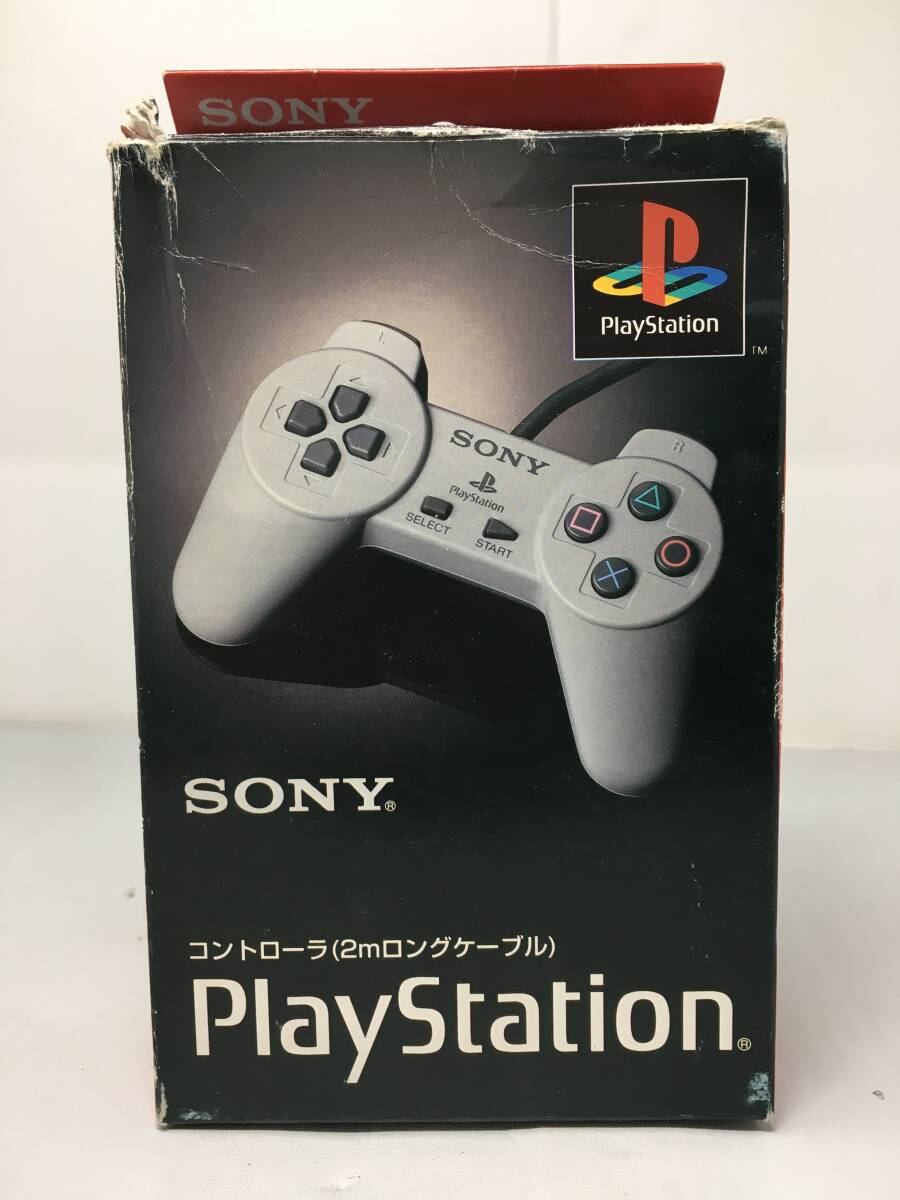 SONY
PlayStation
TM
L
R
SONY
PlayStation
SELECT
START
SONY®
コントローラ(2mロングケーブル)
PlayStation®